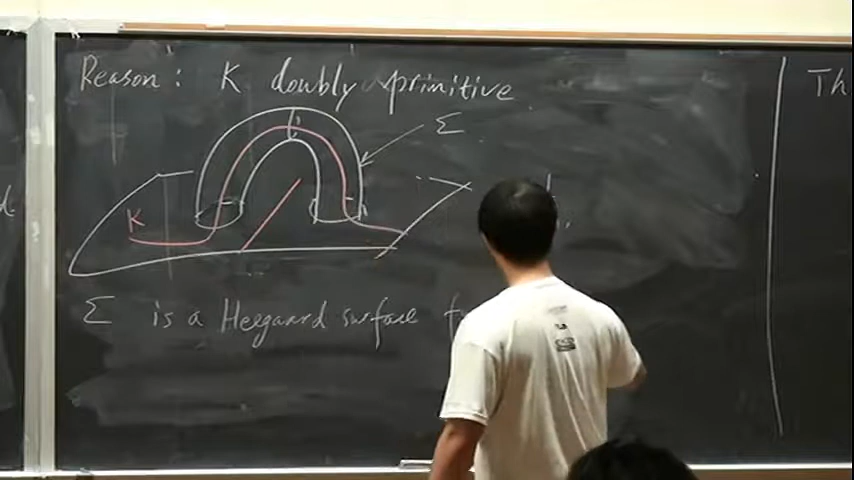 Reason : K doubly primitive
Σ
K
Σ is a Heegaard surface
Th